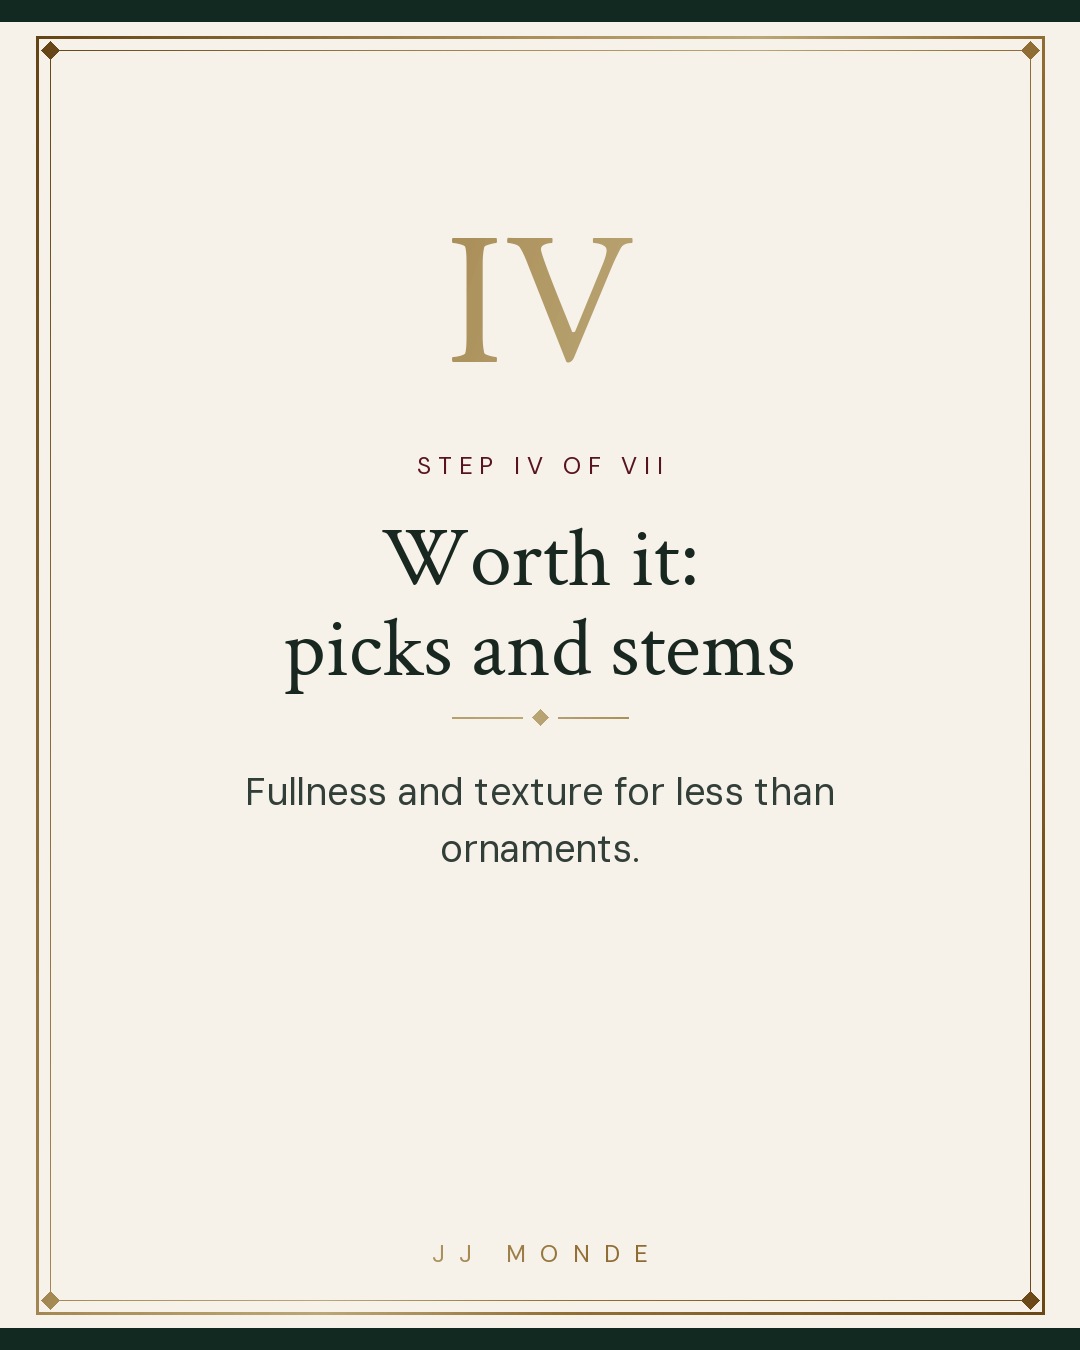 IV
STEP IV OF VII
Worth it:
picks and stems
Fullness and texture for less than
ornaments.
JJ MONDE